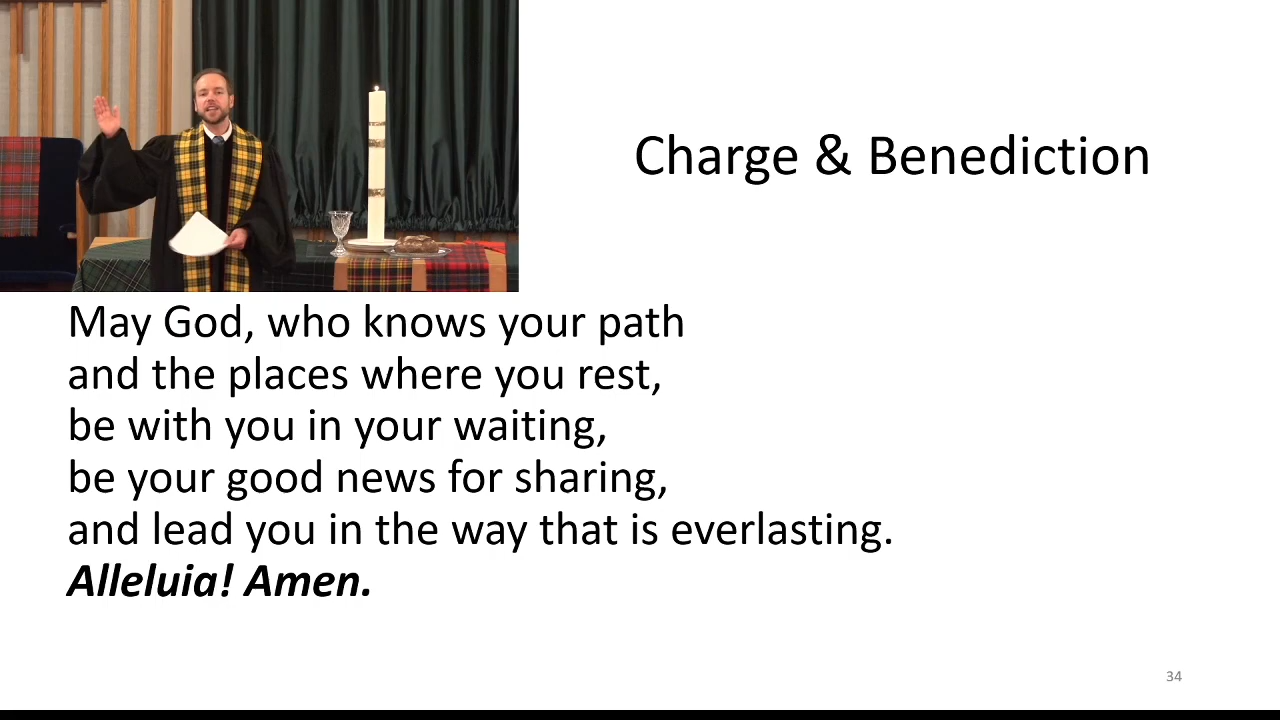 Charge & Benediction
May God, who knows your path
and the places where you rest,
be with you in your waiting,
be your good news for sharing,
and lead you in the way that is everlasting.
Alleluia! Amen.
34